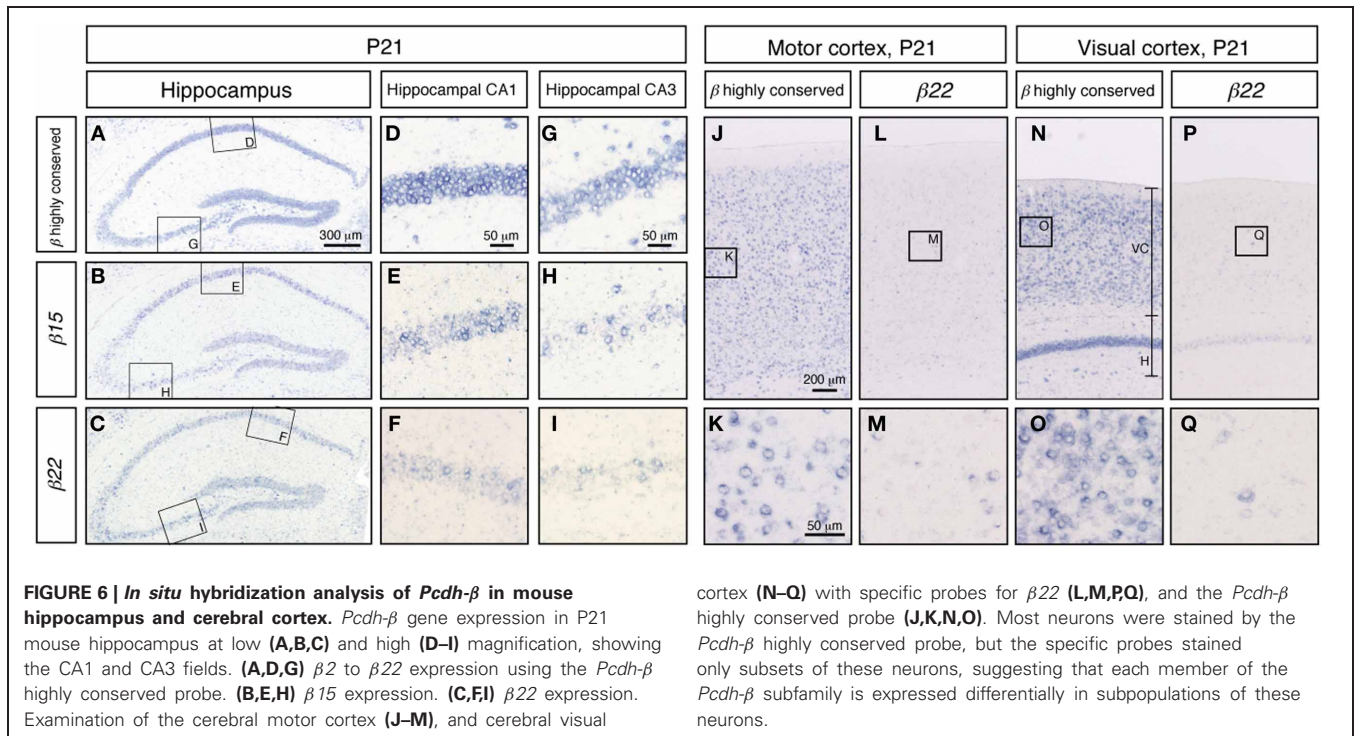 P21
Motor cortex, P21
Visual cortex, P21
Hippocampus
Hippocampal CA1
Hippocampal CA3
β highly conserved
β22
β highly conserved
β22
β highly conserved
A
D
G
300 μm
D
50 μm
G
50 μm
J
K
200 μm
L
M
N
O
VC
H
P
Q
β15
B
E
H
E
H
β22
C
F
I
F
I
K
50 μm
M
O
Q
FIGURE 6 | In situ hybridization analysis of Pcdh-β in mouse
hippocampus and cerebral cortex. Pcdh-β gene expression in P21
mouse hippocampus at low (A,B,C) and high (D–I) magnification, showing
the CA1 and CA3 fields. (A,D,G) β2 to β22 expression using the Pcdh-β
highly conserved probe. (B,E,H) β15 expression. (C,F,I) β22 expression.
Examination of the cerebral motor cortex (J–M), and cerebral visual
cortex (N–Q) with specific probes for β22 (L,M,P,Q), and the Pcdh-β
highly conserved probe (J,K,N,O). Most neurons were stained by the
Pcdh-β highly conserved probe, but the specific probes stained
only subsets of these neurons, suggesting that each member of the
Pcdh-β subfamily is expressed differentially in subpopulations of these
neurons.